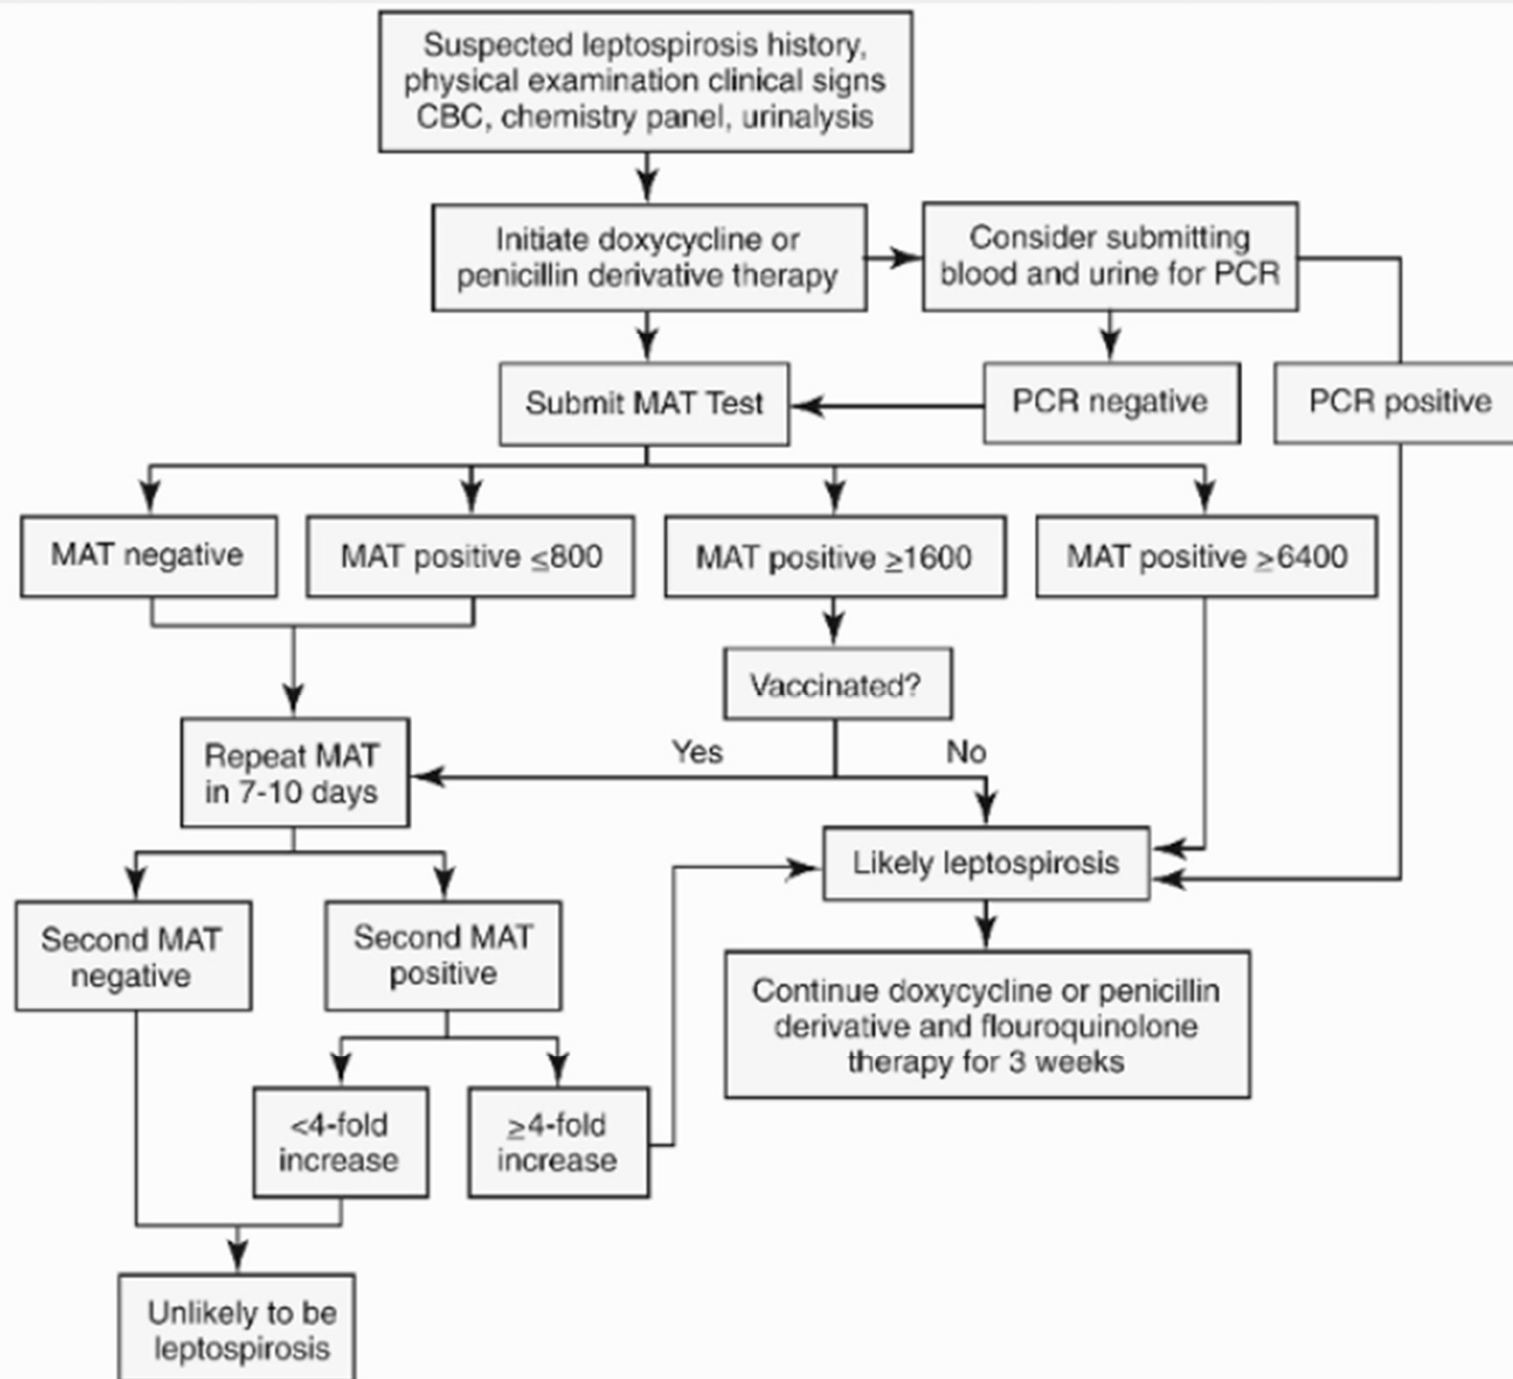 Suspected leptospirosis history,
physical examination clinical signs
CBC, chemistry panel, urinalysis
Initiate doxycycline or
penicillin derivative therapy
Consider submitting
blood and urine for PCR
Submit MAT Test
PCR negative
PCR positive
MAT negative
MAT positive ≤800
MAT positive ≥1600
MAT positive ≥6400
Vaccinated?
Yes
No
Repeat MAT
in 7-10 days
Likely leptospirosis
Second MAT
negative
Second MAT
positive
Continue doxycycline or penicillin
derivative and flouroquinolone
therapy for 3 weeks
<4-fold
increase
≥4-fold
increase
Unlikely to be
leptospirosis